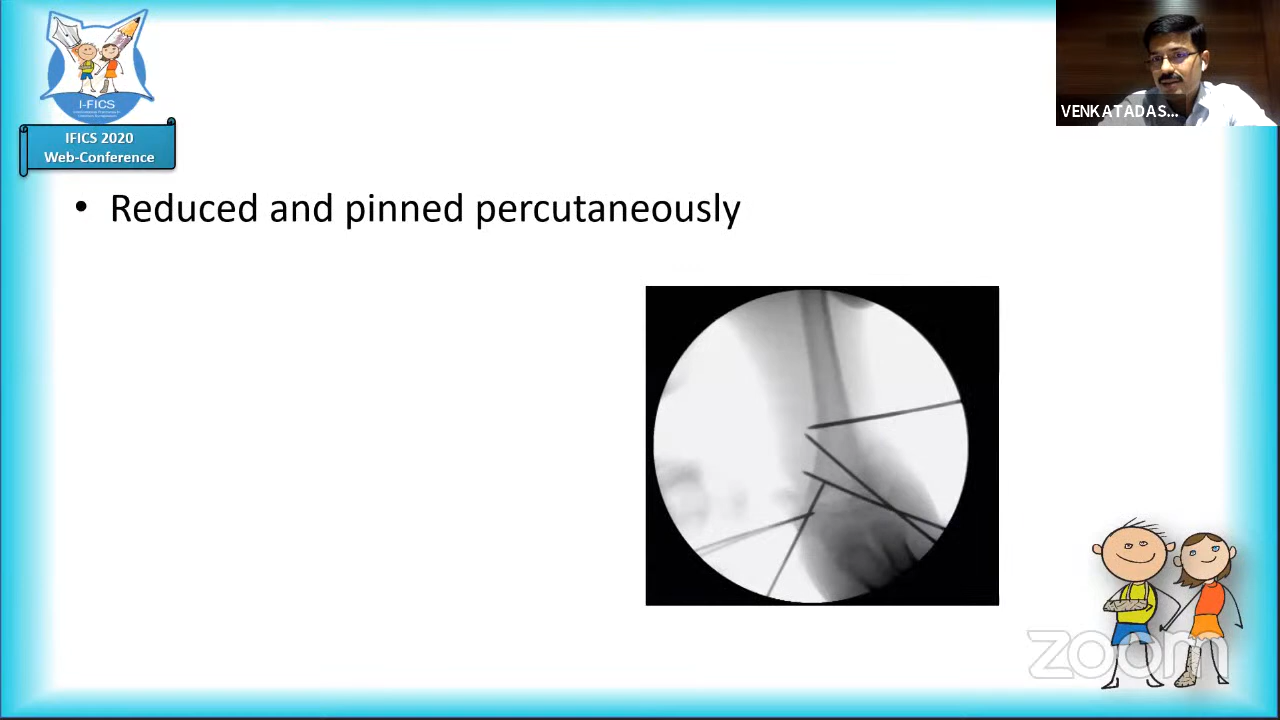 I-FICS
IFICS 2020
Web-Conference
VENKATADAS...
• Reduced and pinned percutaneously
zoom